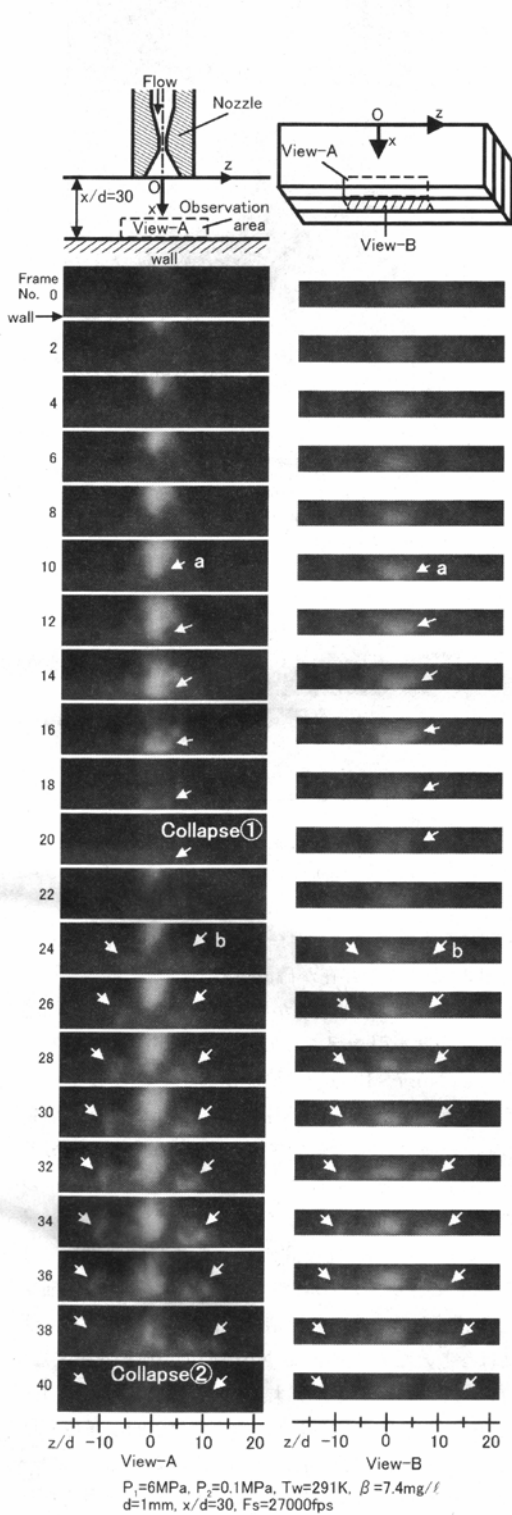 Flow
Nozzle
z
O
x/d=30
x
Observation
area
View-A
wall
O
z
x
View-A
View-B
Frame
No. 0
wall
2
4
6
8
10
a
a
12
14
16
18
20
Collapse①
22
24
b
b
26
28
30
32
34
36
38
40
Collapse②
z/d -10 0 10 20
View-A
z/d -10 0 10 20
View-B
P₁=6MPa, P₂=0.1MPa, Tw=291K, β=7.4mg/ℓ
d=1mm, x/d=30, Fs=27000fps